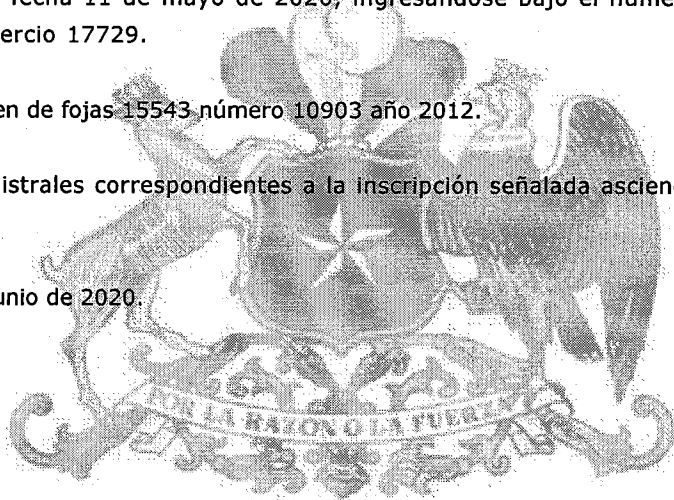 fecha 11 de mayo de 2020, ingresándose bajo el núme
ercio 17729.
en de fojas 15543 número 10903 año 2012.
istrales correspondientes a la inscripción señalada asciend
unio de 2020.
POR LA RAZON O LA FUERZA